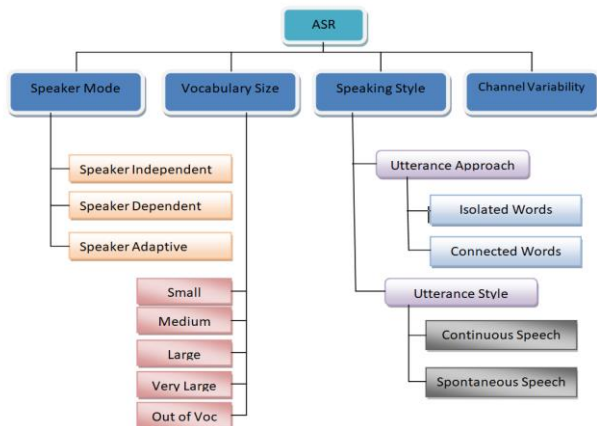 ASR
Speaker Mode
Vocabulary Size
Speaking Style
Channel Variability
Speaker Independent
Speaker Dependent
Speaker Adaptive
Small
Medium
Large
Very Large
Out of Voc
Utterance Approach
Isolated Words
Connected Words
Utterance Style
Continuous Speech
Spontaneous Speech